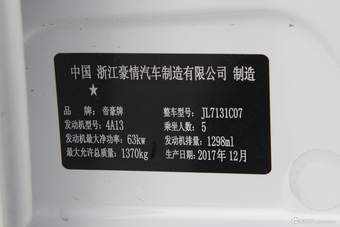 中国 浙江豪情汽车制造有限公司 制造
品 牌：帝豪牌 整车型号：JL7131C07
发动机型号：4A13 乘坐人数：5
发动机最大净功率：63kw 发动机排量：1298ml
最大允许总质量：1370kg 生产日期：2017年12月